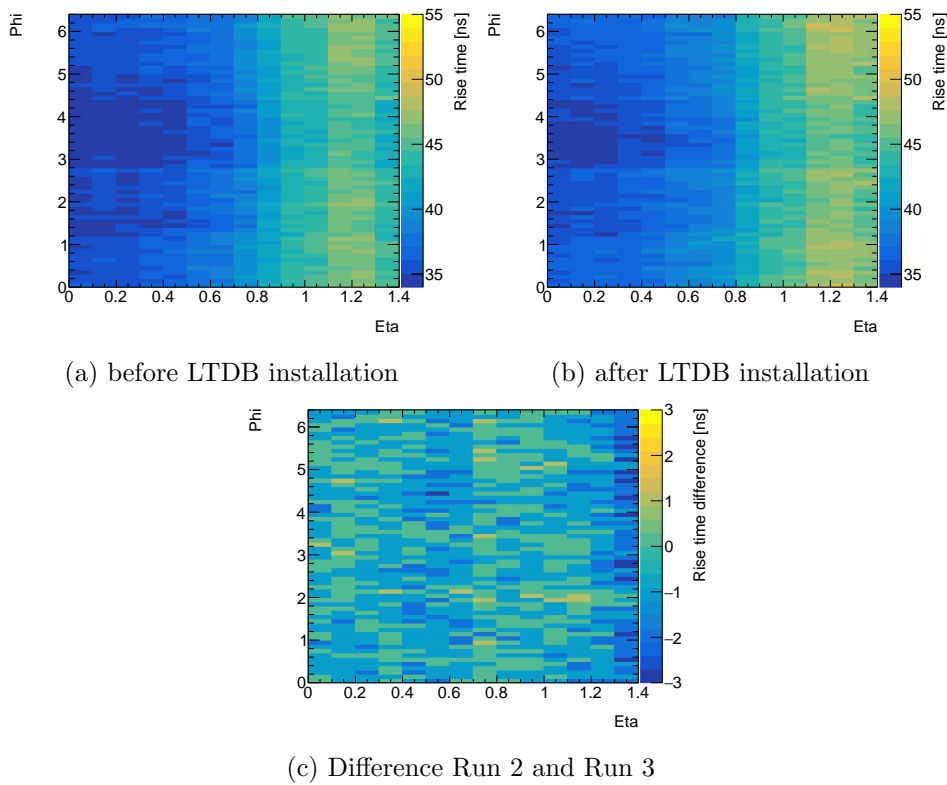 Phi
6
5
4
3
2
1
0
0 0.2 0.4 0.6 0.8 1 1.2 1.4
Eta
55
50
45
40
35
Rise time [ns]
(a) before LTDB installation
Phi
6
5
4
3
2
1
0
0 0.2 0.4 0.6 0.8 1 1.2 1.4
Eta
55
50
45
40
35
Rise time [ns]
(b) after LTDB installation
Phi
6
5
4
3
2
1
0
0 0.2 0.4 0.6 0.8 1 1.2 1.4
Eta
3
2
1
0
−1
−2
−3
Rise time difference [ns]
(c) Difference Run 2 and Run 3